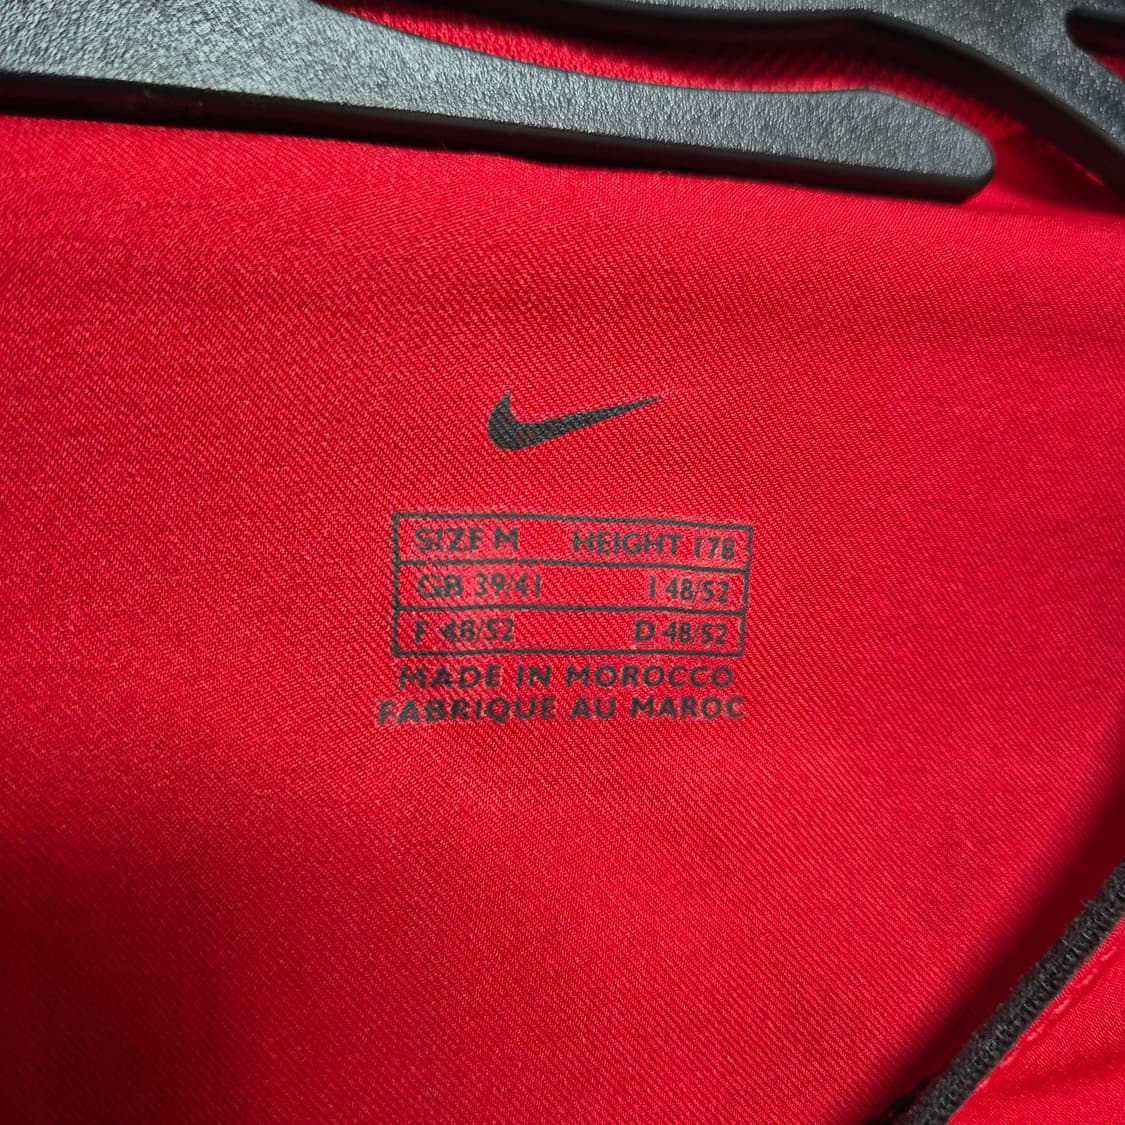 SIZE M HEIGHT 178
GB 39/41 I 48/52
F 48/52 D 48/52
MADE IN MOROCCO
FABRIQUE AU MAROC